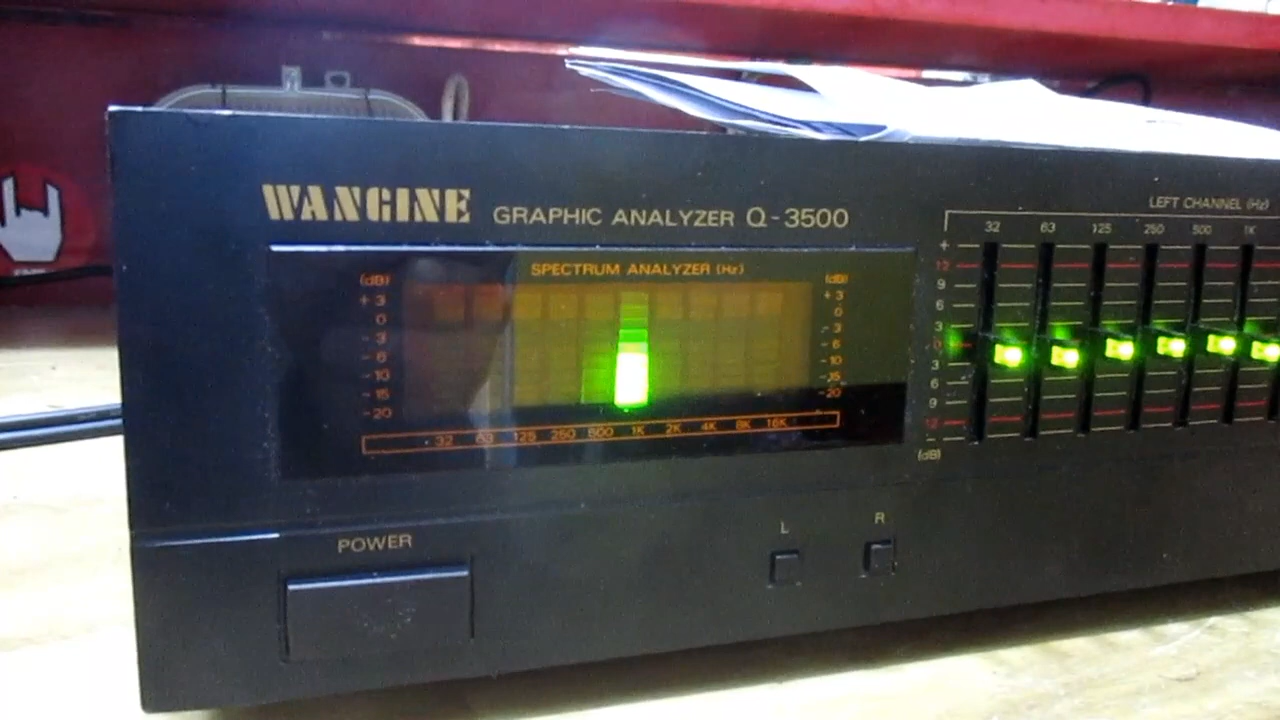 WANGINE GRAPHIC ANALYZER Q-3500
LEFT CHANNEL (Hz)
32 63 125 250 500 1K
+
12
9
6
3
0
3
6
9
12
-
(dB)
SPECTRUM ANALYZER (Hz)
(dB)
+3
0
-3
-6
-10
-15
-20
(dB)
+3
0
-3
-6
-10
-15
-20
32 63 125 250 500 1K 2K 4K 8K 16K
POWER
L
R